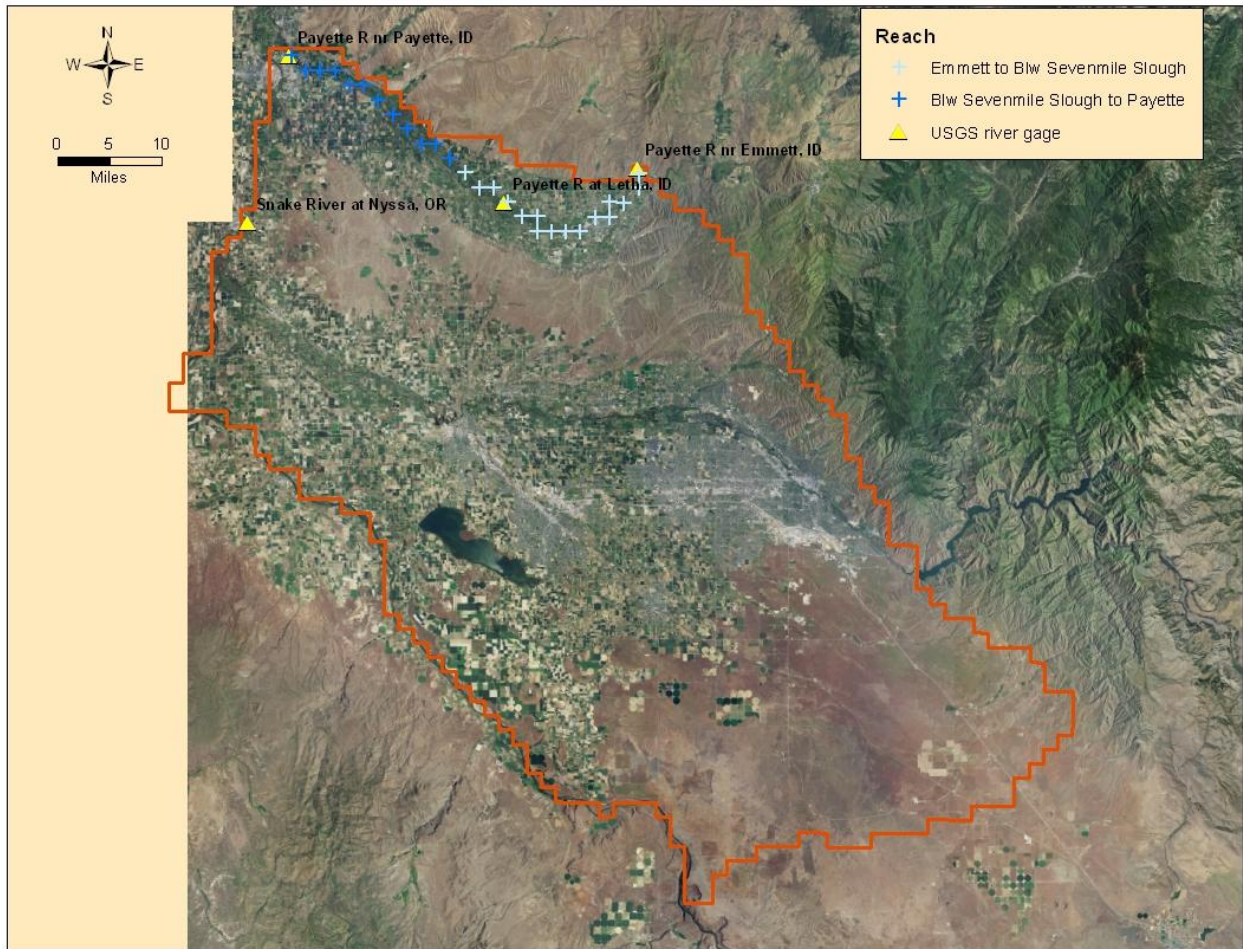 Payette R nr Payette, ID
N
W E
S
0 5 10
Miles
Reach
Emmett to Blw Sevenmile Slough
Blw Sevenmile Slough to Payette
USGS river gage
Payette R nr Emmett, ID
Payette R at Letha, ID
Snake River at Nyssa, OR